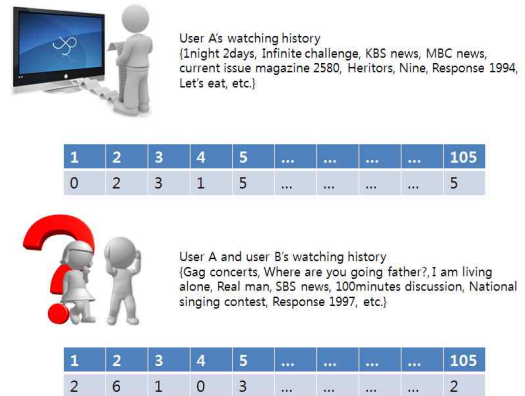 User A's watching history
{1night 2days, Infinite challenge, KBS news, MBC news,
current issue magazine 2580, Heritors, Nine, Response 1994,
Let's eat, etc.}
1 2 3 4 5 ... ... ... ... 105
0 2 3 1 5 ... ... ... ... 5
User A and user B's watching history
{Gag concerts, Where are you going father?, I am living
alone, Real man, SBS news, 100minutes discussion, National
singing contest, Response 1997, etc.}
1 2 3 4 5 ... ... ... ... 105
2 6 1 0 3 ... ... ... ... 2